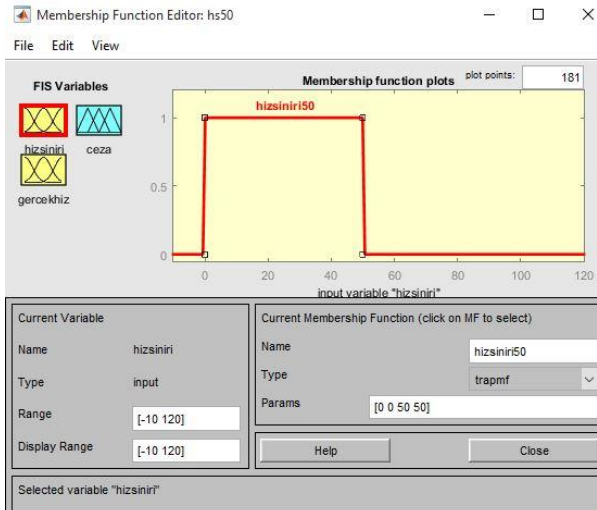 Membership Function Editor: hs50
File Edit View
FIS Variables
hizsiniri
ceza
gercekhiz
Membership function plots
plot points:
181
hizsiniri50
1
0.5
0
0 20 40 60 80 100 120
input variable "hizsiniri"
Current Variable
Name hizsiniri
Type input
Range [-10 120]
Display Range [-10 120]
Current Membership Function (click on MF to select)
Name hizsiniri50
Type trapmf
Params [0 0 50 50]
Help Close
Selected variable "hizsiniri"